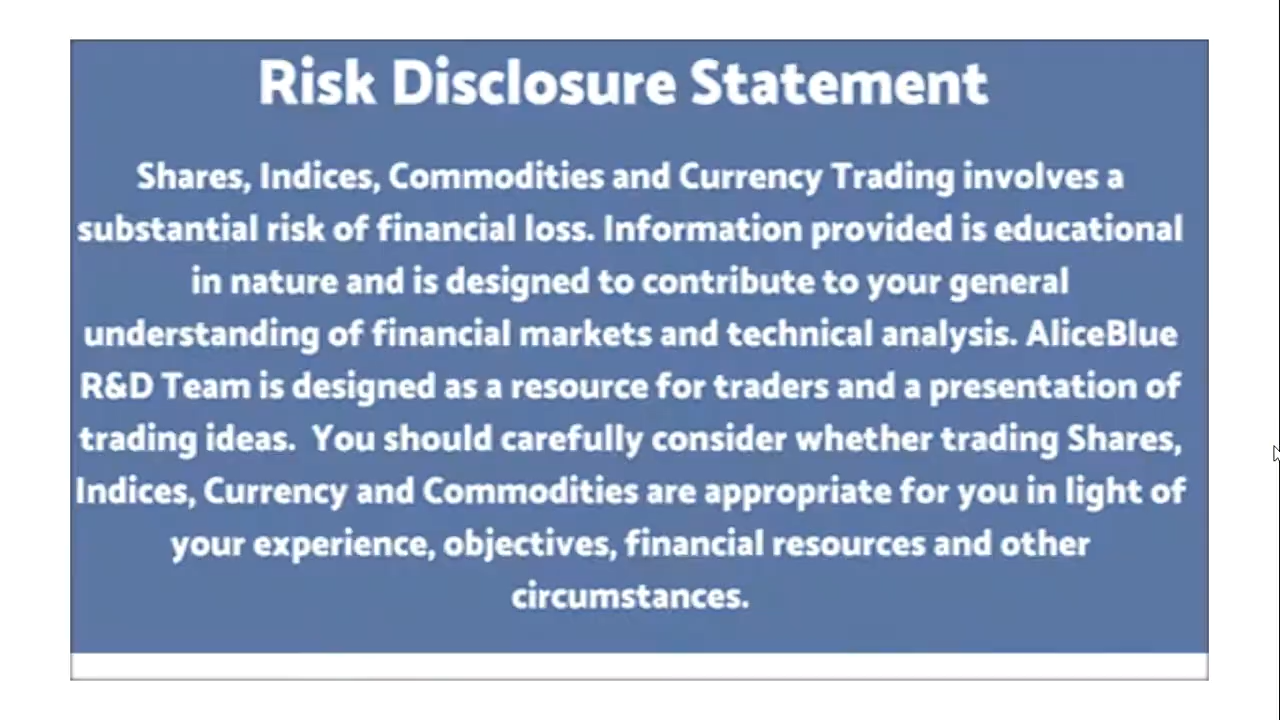 Risk Disclosure Statement
Shares, Indices, Commodities and Currency Trading involves a
substantial risk of financial loss. Information provided is educational
in nature and is designed to contribute to your general
understanding of financial markets and technical analysis. AliceBlue
R&D Team is designed as a resource for traders and a presentation of
trading ideas.  You should carefully consider whether trading Shares,
Indices, Currency and Commodities are appropriate for you in light of
your experience, objectives, financial resources and other
circumstances.